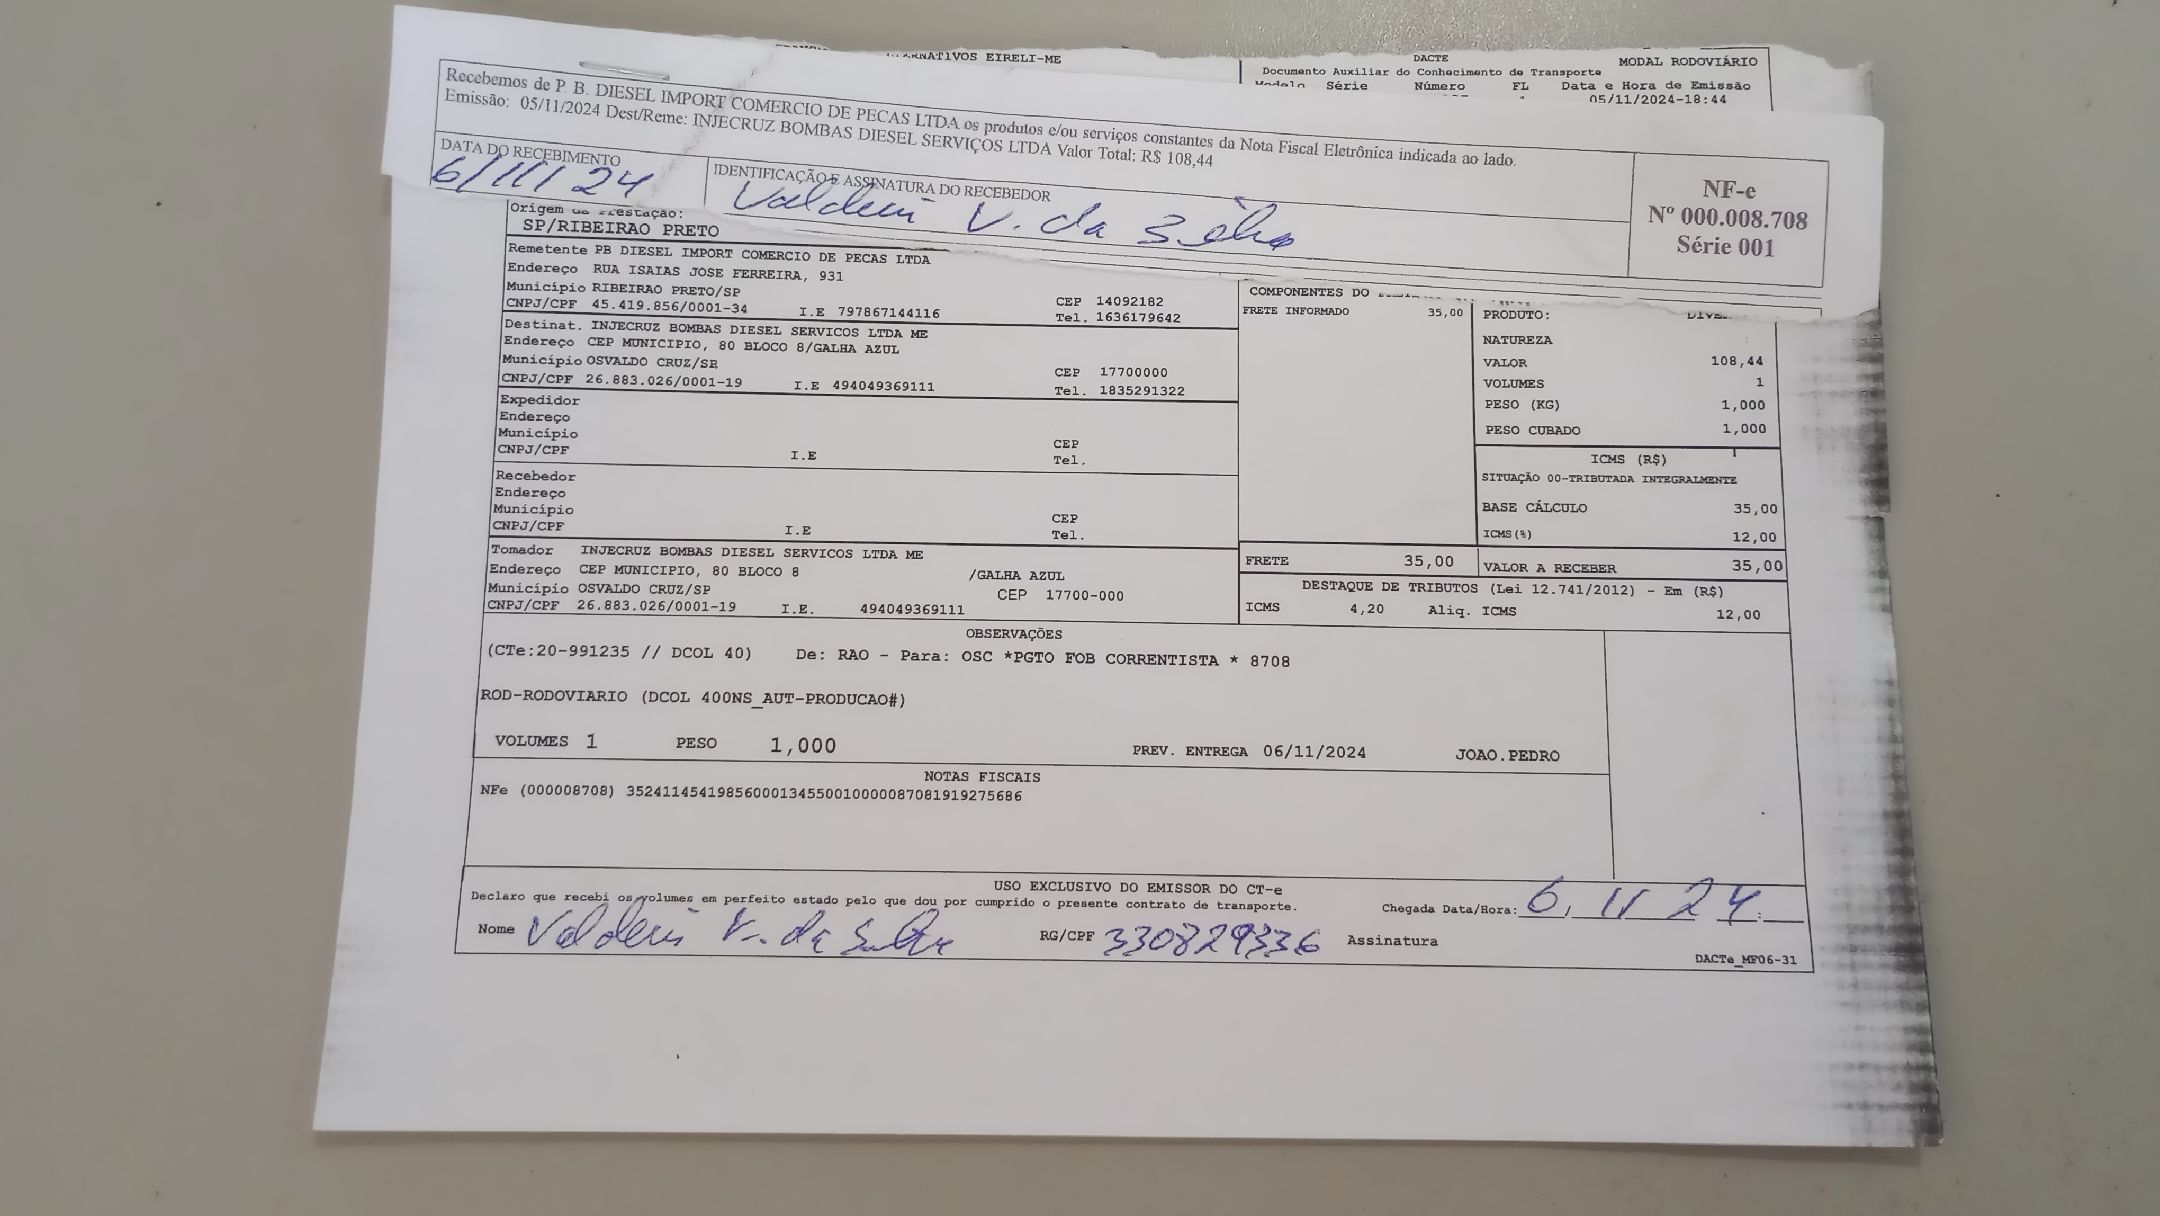 EIRELI-ME
DACTE
MODAL RODOVIÁRIO
Documento Auxiliar do Conhecimento de Transporte
Modelo Série Número FL Data e Hora de Emissão
05/11/2024-18:44
Recebemos de P. B. DIESEL IMPORT COMERCIO DE PECAS LTDA os produtos e/ou serviços constantes da Nota Fiscal Eletrônica indicada ao lado.
Emissão: 05/11/2024 Dest/Reme: INJECRUZ BOMBAS DIESEL SERVIÇOS LTDA Valor Total: R$ 108,44
DATA DO RECEBIMENTO
6/11/24
IDENTIFICAÇÃO E ASSINATURA DO RECEBEDOR
V. da Silva
NF-e
Nº 000.008.708
Série 001
Origem da Prestação:
SP/RIBEIRAO PRETO
Remetente PB DIESEL IMPORT COMERCIO DE PECAS LTDA
Endereço RUA ISAIAS JOSE FERREIRA, 931
Município RIBEIRAO PRETO/SP CEP 14092182
CNPJ/CPF 45.419.856/0001-34 I.E 797867144116 Tel. 1636179642
Destinat. INJECRUZ BOMBAS DIESEL SERVICOS LTDA ME
Endereço CEP MUNICIPIO, 80 BLOCO 8/GALHA AZUL
Município OSVALDO CRUZ/SP CEP 17700000
CNPJ/CPF 26.883.026/0001-19 I.E 494049369111 Tel. 1835291322
Expedidor
Endereço
Município CEP
CNPJ/CPF I.E Tel.
Recebedor
Endereço
Município CEP
CNPJ/CPF I.E Tel.
Tomador INJECRUZ BOMBAS DIESEL SERVICOS LTDA ME
Endereço CEP MUNICIPIO, 80 BLOCO 8 /GALHA AZUL
Município OSVALDO CRUZ/SP CEP 17700-000
CNPJ/CPF 26.883.026/0001-19 I.E. 494049369111
COMPONENTES DO
FRETE INFORMADO 35,00
PRODUTO:
NATUREZA
VALOR 108,44
VOLUMES 1
PESO (KG) 1,000
PESO CUBADO 1,000
ICMS (R$)
SITUAÇÃO 00-TRIBUTADA INTEGRALMENTE
BASE CÁLCULO 35,00
ICMS(%) 12,00
FRETE 35,00 VALOR A RECEBER 35,00
DESTAQUE DE TRIBUTOS (Lei 12.741/2012) - Em (R$)
ICMS 4,20 Aliq. ICMS 12,00
OBSERVAÇÕES
(CTe:20-991235 // DCOL 40) De: RAO - Para: OSC *PGTO FOB CORRENTISTA * 8708
ROD-RODOVIARIO (DCOL 400NS_AUT-PRODUCAO#)
VOLUMES 1 PESO 1,000 PREV. ENTREGA 06/11/2024 JOAO.PEDRO
NOTAS FISCAIS
NFe (000008708) 35241145419856000134550010000087081919275686
USO EXCLUSIVO DO EMISSOR DO CT-e
Declaro que recebi os volumes em perfeito estado pelo que dou por cumprido o presente contrato de transporte.
Chegada Data/Hora: 6, 11 24
Nome V. da Silva RG/CPF 330829336 Assinatura
DACTe_MF06-31